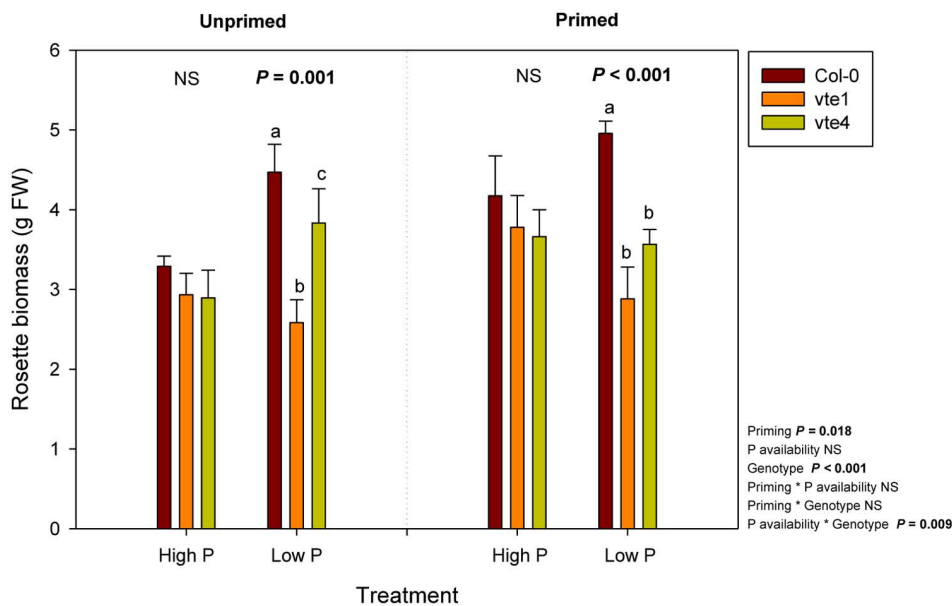 Unprimed
Primed
6
5
4
3
2
1
0
Rosette biomass (g FW)
NS
P = 0.001
NS
P < 0.001
a
b
c
a
b
b
Col-0
vte1
vte4
Priming P = 0.018
P availability NS
Genotype P < 0.001
Priming * P availability NS
Priming * Genotype NS
P availability * Genotype P = 0.009
High P
Low P
High P
Low P
Treatment